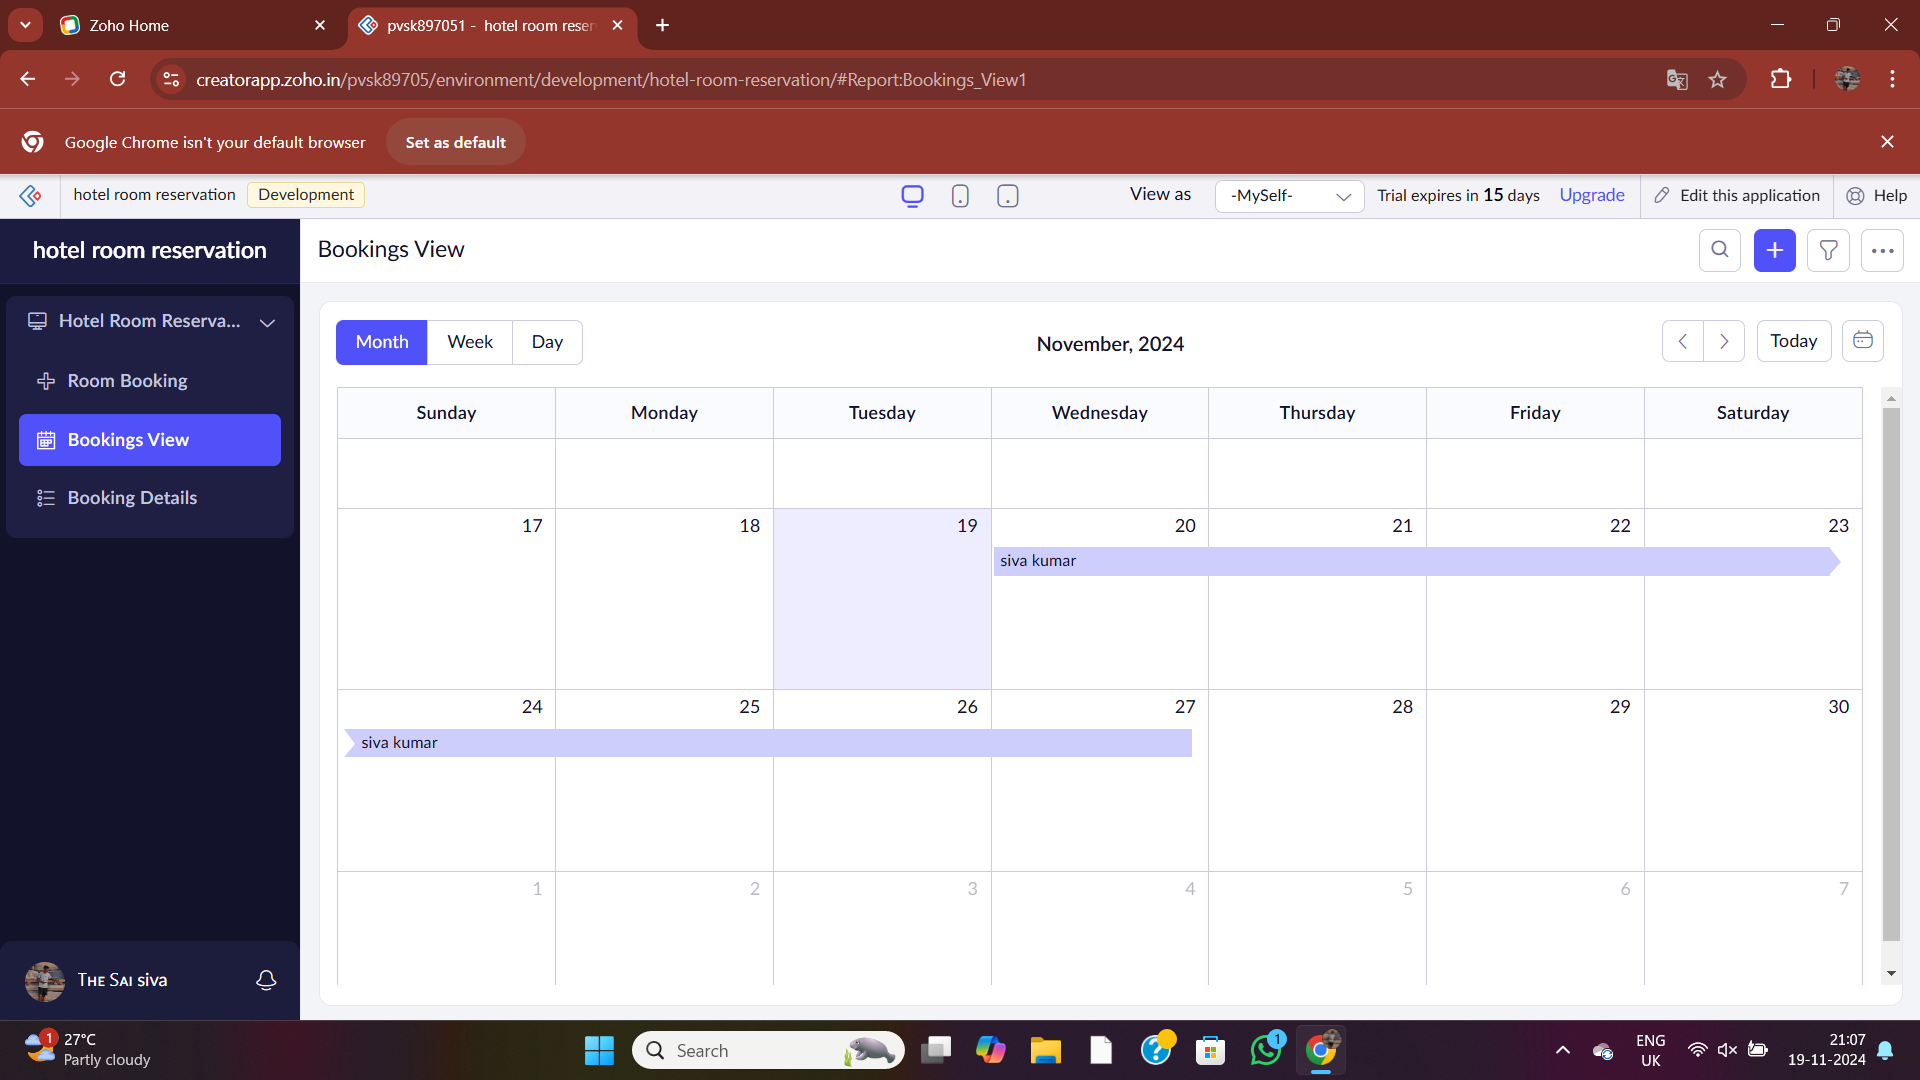 Zoho Home
pvsk897051 - hotel room reser
creatorapp.zoho.in/pvsk89705/environment/development/hotel-room-reservation/#Report:Bookings_View1
Google Chrome isn't your default browser
Set as default
hotel room reservation
Development
View as
-MySelf-
Trial expires in 15 days
Upgrade
Edit this application
Help
hotel room reservation
Bookings View
Hotel Room Reserva...
Room Booking
Bookings View
Booking Details
Month
Week
Day
November, 2024
Today
Sunday
Monday
Tuesday
Wednesday
Thursday
Friday
Saturday
17
18
19
20
21
22
23
siva kumar
24
25
26
27
28
29
30
siva kumar
1
2
3
4
5
6
7
THE SAI siva
1
27°C
Partly cloudy
Search
1
ENG
UK
21:07
19-11-2024